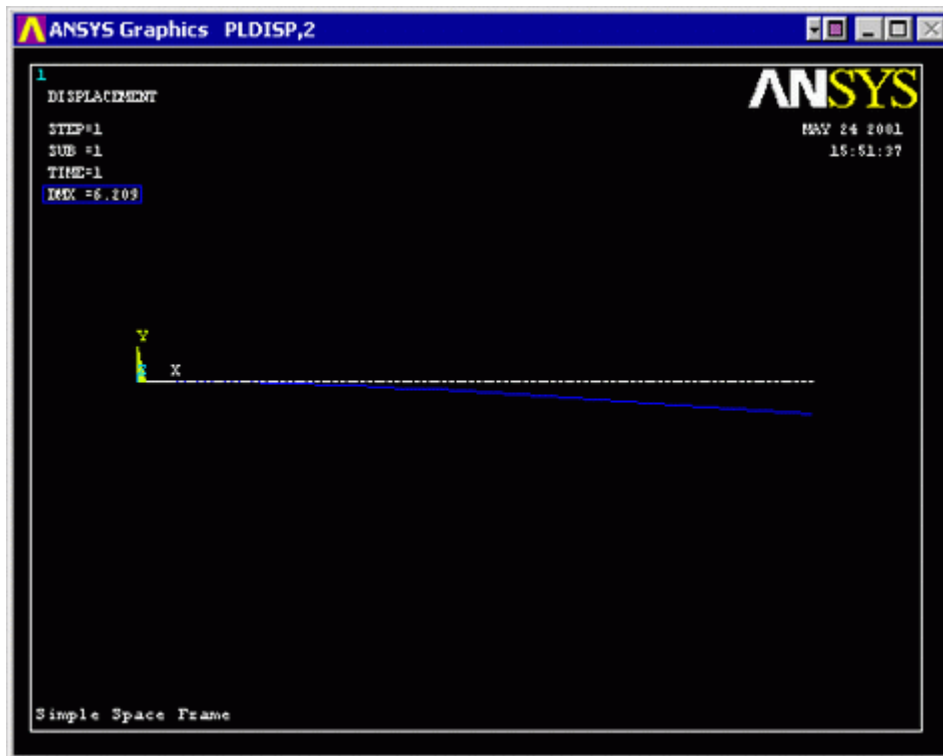 ANSYS Graphics PLDISP,2
1
DISPLACEMENT
STEP=1
SUB =1
TIME=1
DMX =6.209
ANSYS
MAY 24 2001
15:51:37
Y
X
Simple Space Frame